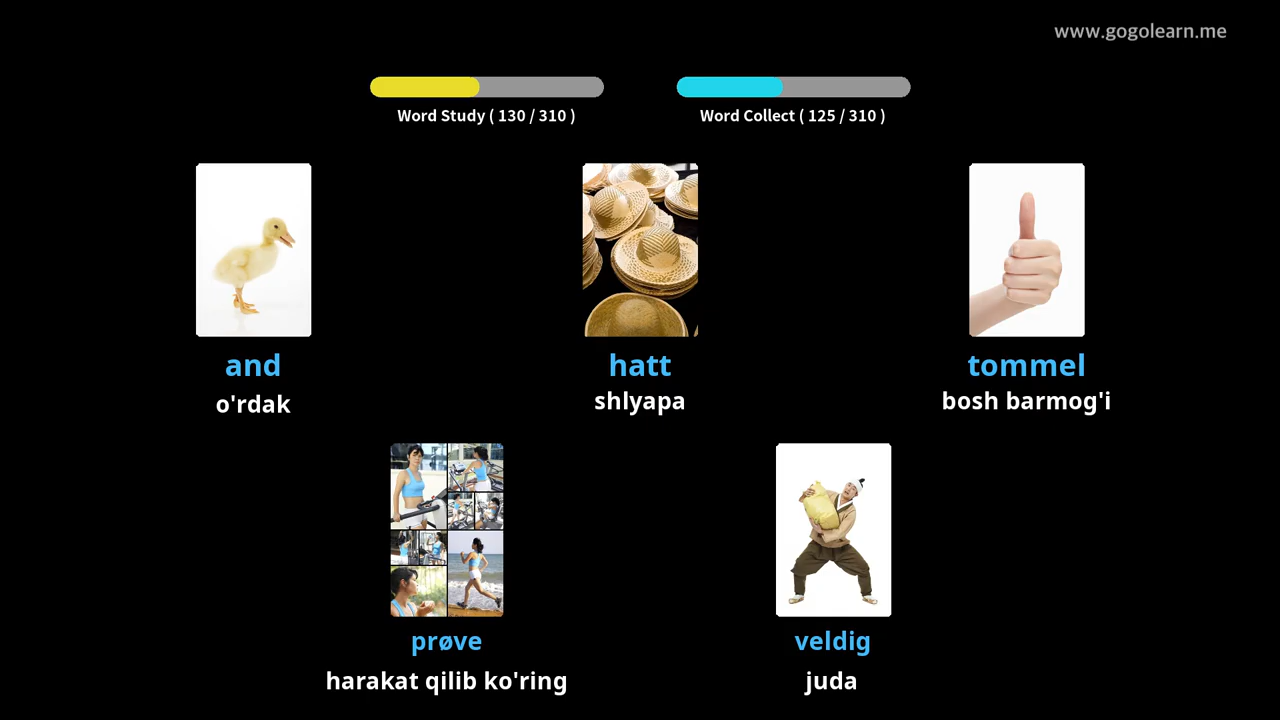 www.gogolearn.me
Word Study ( 130 / 310 )
Word Collect ( 125 / 310 )
and
hatt
tommel
o'rdak
shlyapa
bosh barmog'i
prøve
veldig
harakat qilib ko'ring
juda